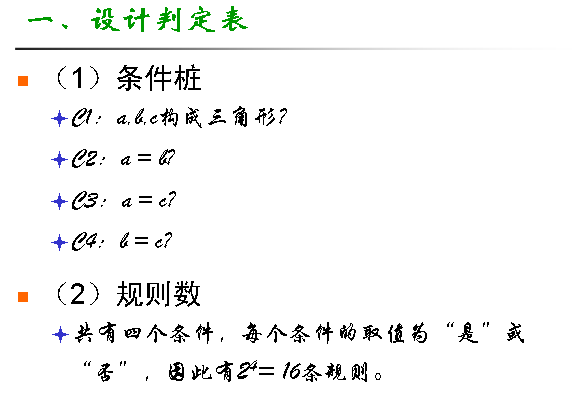 一、设计判定表
（1）条件桩
C1：a,b,c构成三角形？
C2：a＝b？
C3：a＝c？
C4：b＝c？
（2）规则数
共有四个条件，每个条件的取值为“是”或
“否”，因此有2⁴＝16条规则。